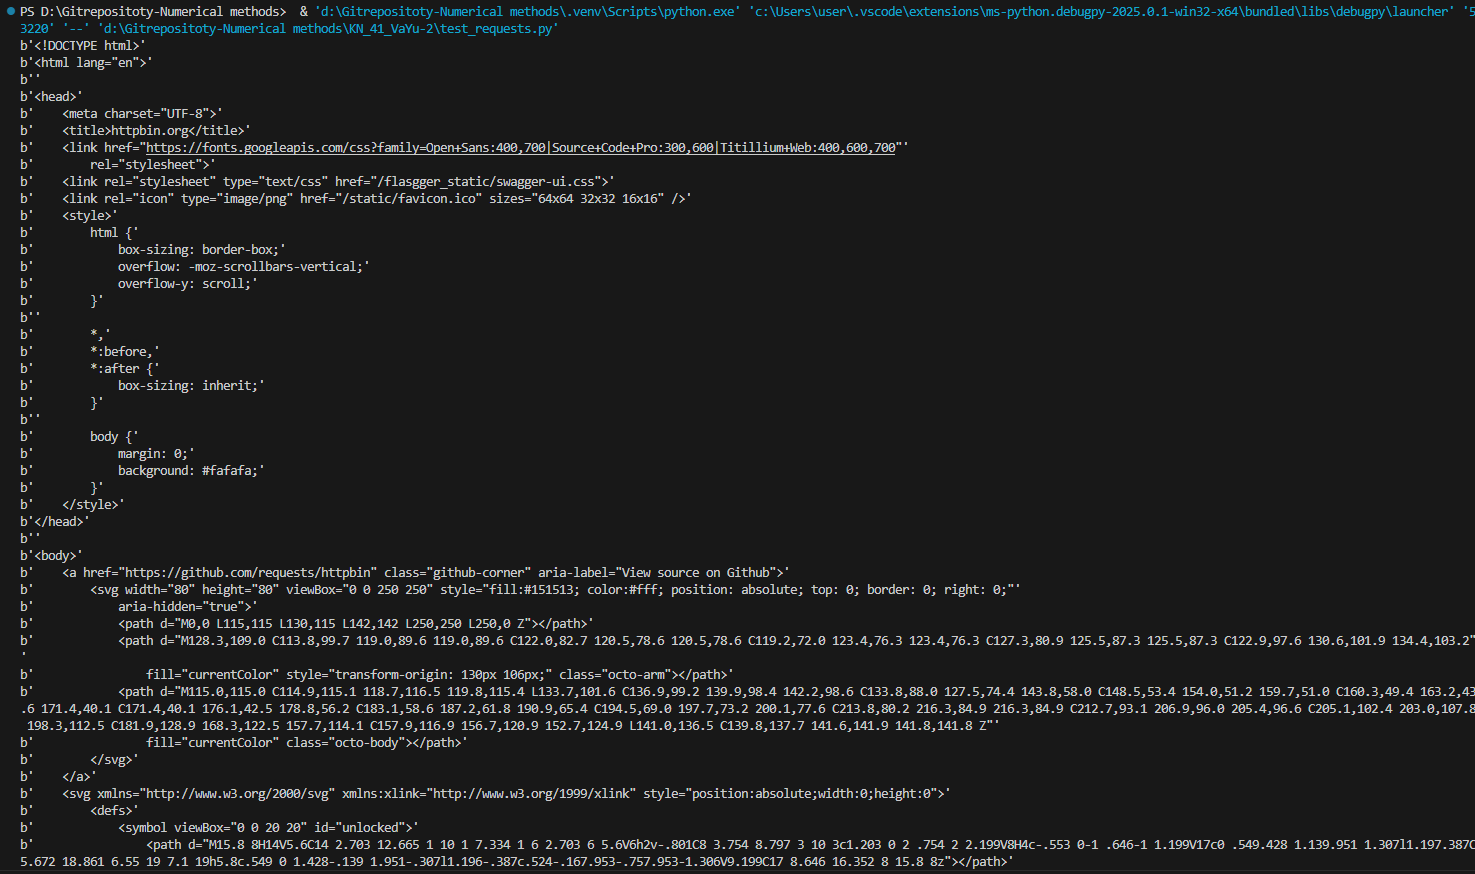 PS D:\Gitrepositoty-Numerical methods>  & 'd:\Gitrepositoty-Numerical methods\.venv\Scripts\python.exe' 'c:\Users\user\.vscode\extensions\ms-python.debugpy-2025.0.1-win32-x64\bundled\libs\debugpy\launcher' '5
3220' '--' 'd:\Gitrepositoty-Numerical methods\KN_41_VaYu-2\test_requests.py'
b'<!DOCTYPE html>'
b'<html lang="en">'
b''
b'<head>'
b'    <meta charset="UTF-8">'
b'    <title>httpbin.org</title>'
b'    <link href="https://fonts.googleapis.com/css?family=Open+Sans:400,700|Source+Code+Pro:300,600|Titillium+Web:400,600,700"'
b'        rel="stylesheet">'
b'    <link rel="stylesheet" type="text/css" href="/flasgger_static/swagger-ui.css">'
b'    <link rel="icon" type="image/png" href="/static/favicon.ico" sizes="64x64 32x32 16x16" />'
b'    <style>'
b'        html {'
b'            box-sizing: border-box;'
b'            overflow: -moz-scrollbars-vertical;'
b'            overflow-y: scroll;'
b'        }'
b''
b'        *,'
b'        *:before,'
b'        *:after {'
b'            box-sizing: inherit;'
b'        }'
b''
b'        body {'
b'            margin: 0;'
b'            background: #fafafa;'
b'        }'
b'    </style>'
b'</head>'
b''
b'<body>'
b'    <a href="https://github.com/requests/httpbin" class="github-corner" aria-label="View source on Github">'
b'        <svg width="80" height="80" viewBox="0 0 250 250" style="fill:#151513; color:#fff; position: absolute; top: 0; border: 0; right: 0;"'
b'            aria-hidden="true">'
b'            <path d="M0,0 L115,115 L130,115 L142,142 L250,250 L250,0 Z"></path>'
b'            <path d="M128.3,109.0 C113.8,99.7 119.0,89.6 119.0,89.6 C122.0,82.7 120.5,78.6 120.5,78.6 C119.2,72.0 123.4,76.3 123.4,76.3 C127.3,80.9 125.5,87.3 125.5,87.3 C122.9,97.6 130.6,101.9 134.4,103.2"
'
b'                fill="currentColor" style="transform-origin: 130px 106px;" class="octo-arm"></path>'
b'            <path d="M115.0,115.0 C114.9,115.1 118.7,116.5 119.8,115.4 L133.7,101.6 C136.9,99.2 139.9,98.4 142.2,98.6 C133.8,88.0 127.5,74.4 143.8,58.0 C148.5,53.4 154.0,51.2 159.7,51.0 C160.3,49.4 163.2,43
.6 171.4,40.1 C171.4,40.1 176.1,42.5 178.8,56.2 C183.1,58.6 187.2,61.8 190.9,65.4 C194.5,69.0 197.7,73.2 200.1,77.6 C213.8,80.2 216.3,84.9 216.3,84.9 C212.7,93.1 206.9,96.0 205.4,96.6 C205.1,102.4 203.0,107.8
198.3,112.5 C181.9,128.9 168.3,122.5 157.7,114.1 C157.9,116.9 156.7,120.9 152.7,124.9 L141.0,136.5 C139.8,137.7 141.6,141.9 141.8,141.8 Z"'
b'                fill="currentColor" class="octo-body"></path>'
b'        </svg>'
b'    </a>'
b'    <svg xmlns="http://www.w3.org/2000/svg" xmlns:xlink="http://www.w3.org/1999/xlink" style="position:absolute;width:0;height:0">'
b'        <defs>'
b'            <symbol viewBox="0 0 20 20" id="unlocked">'
b'                <path d="M15.8 8H14V5.6C14 2.703 12.665 1 10 1 7.334 1 6 2.703 6 5.6V6h2v-.801C8 3.754 8.797 3 10 3c1.203 0 2 .754 2 2.199V8H4c-.553 0-1 .646-1 1.199V17c0 .549.428 1.139.951 1.307l1.197.387C
5.672 18.861 6.55 19 7.1 19h5.8c.549 0 1.428-.139 1.951-.307l1.196-.387c.524-.167.953-.757.953-1.306V9.199C17 8.646 16.352 8 15.8 8z"></path>'